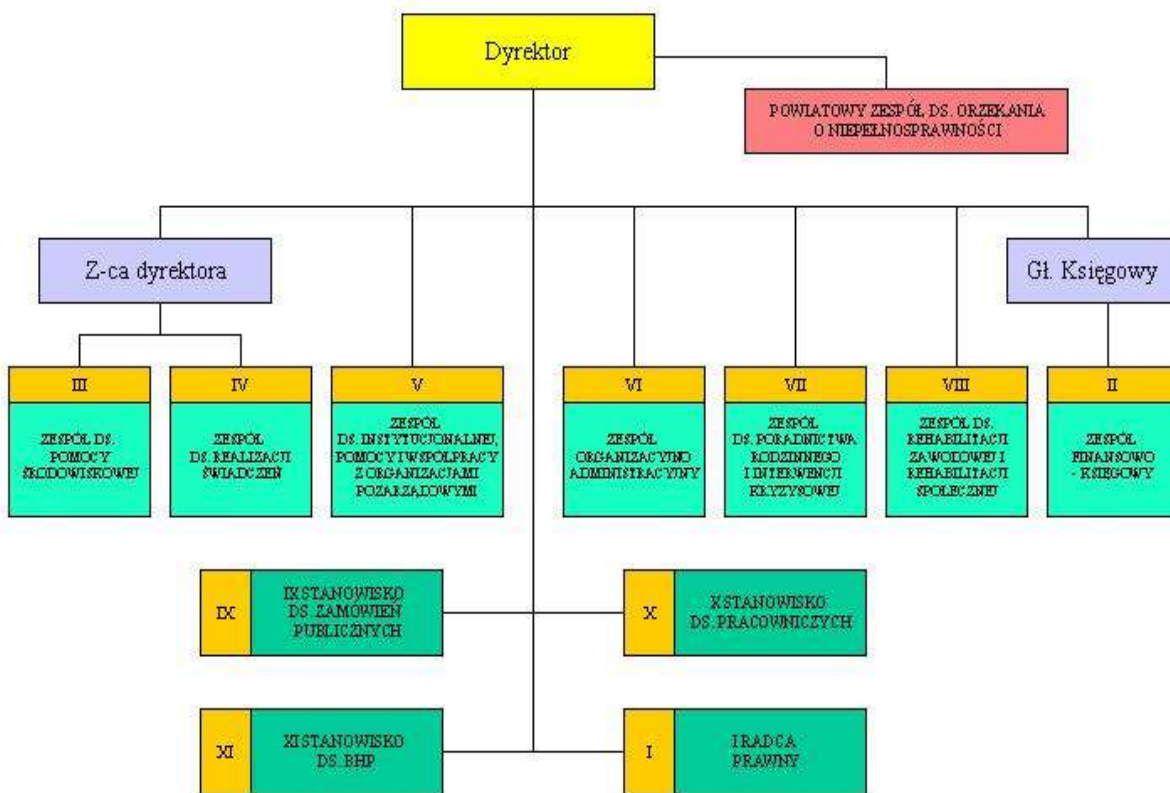 Dyrektor
POWIATOWY ZESPÓŁ DS. ORZEKANIA
O NIEPEŁNOSPRAWNOŚCI
Z-ca dyrektora
Gł. Księgowy
III
ZESPÓŁ DS.
POMOCY
ŚRODOWISKOWEJ
IV
ZESPÓŁ
DS. REALIZACJI
ŚWIADCZEŃ
V
ZESPÓŁ
DS. INSTYTUCJONALNEJ,
POMOCY I WSPÓŁPRACY
Z ORGANIZACJAMI
POZARZĄDOWYMI
VI
ZESPÓŁ
ORGANIZACYJNO
ADMINISTRACYJNY
VII
ZESPÓŁ
DS. PORADNICTWA
RODZINNEGO
I INTERWENCJI
KRYZYSOWEJ
VIII
ZESPÓŁ DS.
REHABILITACJI
ZAWODOWEJ I
REHABILITACJI
SPOŁECZNEJ
II
ZESPÓŁ
FINANSOWO
- KSIĘGOWY
IX
IX STANOWISKO
DS. ZAMÓWIEŃ
PUBLICZNYCH
X
X STANOWISKO
DS. PRACOWNICZYCH
XI
XI STANOWISKO
DS. BHP
I
I RADCA
PRAWNY